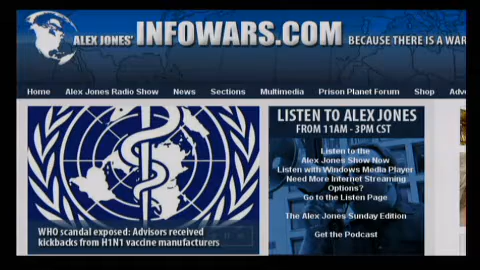 ALEX JONES' INFOWARS.COM BECAUSE THERE IS A WAR
Home Alex Jones Radio Show News Sections Multimedia Prison Planet Forum Shop Adve
LISTEN TO ALEX JONES
FROM 11AM - 3PM CST
Listen to the
Alex Jones Show Now
Listen with Windows Media Player
Need More Internet Streaming
Options?
Go to the Listen Page
The Alex Jones Sunday Edition
Get the Podcast
WHO scandal exposed: Advisors received
kickbacks from H1N1 vaccine manufacturers